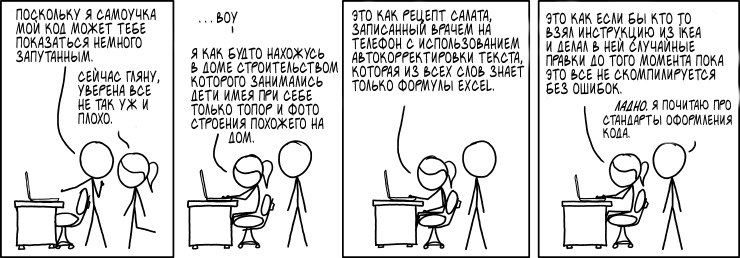 ПОСКОЛЬКУ Я САМОУЧКА
МОЙ КОД МОЖЕТ ТЕБЕ
ПОКАЗАТЬСЯ НЕМНОГО
ЗАПУТАННЫМ.
СЕЙЧАС ГЛЯНУ,
УВЕРЕНА ВСЕ
НЕ ТАК УЖ И
ПЛОХО.
...ВОУ
Я КАК БУДТО НАХОЖУСЬ
В ДОМЕ СТРОИТЕЛЬСТВОМ
КОТОРОГО ЗАНИМАЛИСЬ
ДЕТИ ИМЕЯ ПРИ СЕБЕ
ТОЛЬКО ТОПОР И ФОТО
СТРОЕНИЯ ПОХОЖЕГО НА
ДОМ.
ЭТО КАК РЕЦЕПТ САЛАТА,
ЗАПИСАННЫЙ ВРАЧЕМ НА
ТЕЛЕФОН С ИСПОЛЬЗОВАНИЕМ
АВТОКОРРЕКТИРОВКИ ТЕКСТА,
КОТОРАЯ ИЗ ВСЕХ СЛОВ ЗНАЕТ
ТОЛЬКО ФОРМУЛЫ EXCEL.
ЭТО КАК ЕСЛИ БЫ КТО ТО
ВЗЯЛ ИНСТРУКЦИЮ ИЗ IKEA
И ДЕЛАЛ В НЕЙ СЛУЧАЙНЫЕ
ПРАВКИ ДО ТОГО МОМЕНТА ПОКА
ЭТО ВСЕ НЕ СКОМПИЛИРУЕТСЯ
БЕЗ ОШИБОК.
ЛАДНО. Я ПОЧИТАЮ ПРО
СТАНДАРТЫ ОФОРМЛЕНИЯ
КОДА.